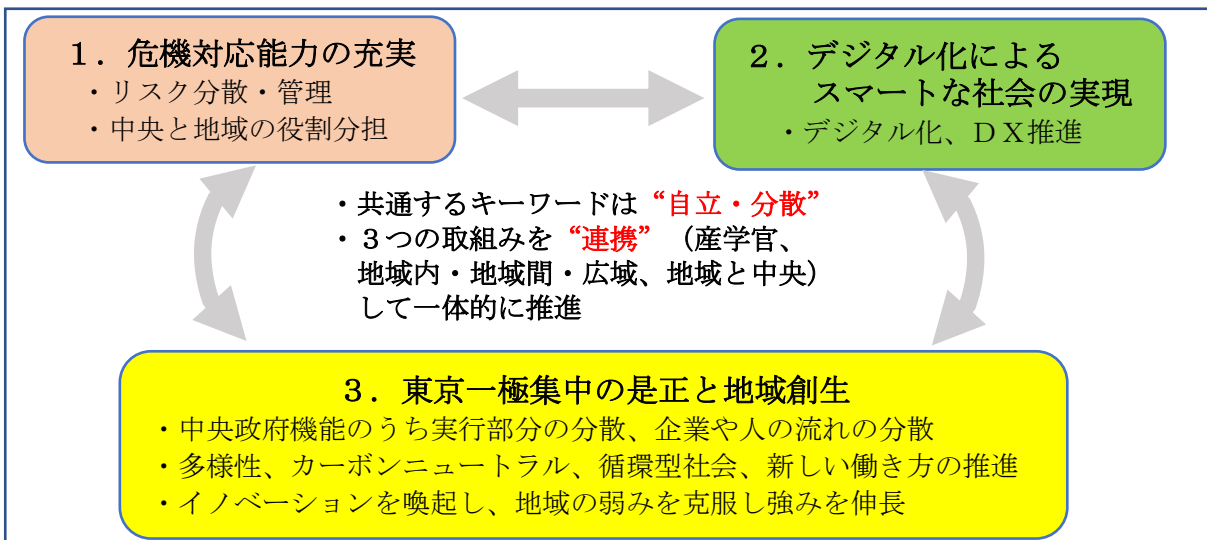 １．危機対応能力の充実
・リスク分散・管理
・中央と地域の役割分担
２．デジタル化による
スマートな社会の実現
・デジタル化、ＤＸ推進
・共通するキーワードは“自立・分散”
・３つの取組みを“連携”（産学官、
地域内・地域間・広域、地域と中央）
して一体的に推進
３．東京一極集中の是正と地域創生
・中央政府機能のうち実行部分の分散、企業や人の流れの分散
・多様性、カーボンニュートラル、循環型社会、新しい働き方の推進
・イノベーションを喚起し、地域の弱みを克服し強みを伸長